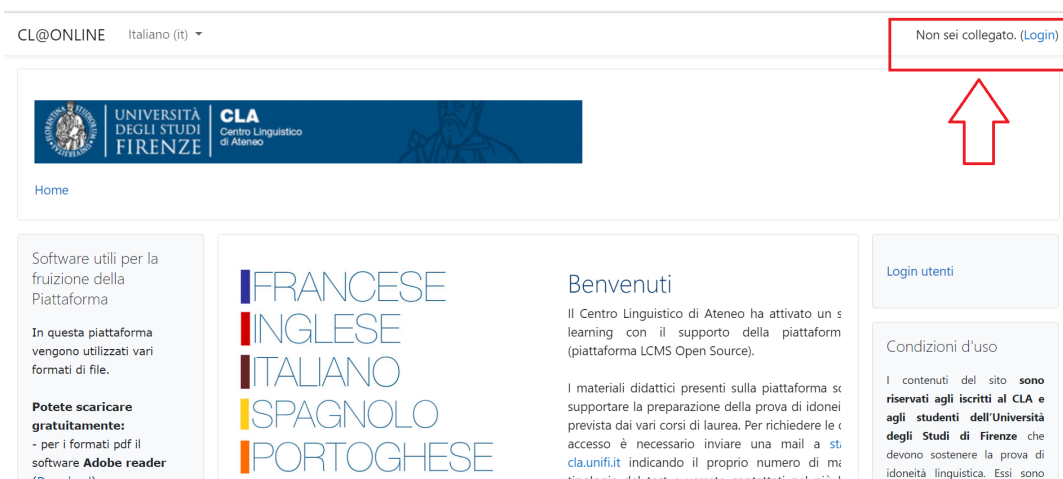 CL@ONLINE
Italiano (it)
Non sei collegato. (Login)
UNIVERSITÀ
DEGLI STUDI
FIRENZE
CLA
Centro Linguistico
di Ateneo
Home
Software utili per la
fruizione della
Piattaforma
In questa piattaforma
vengono utilizzati vari
formati di file.
Potete scaricare
gratuitamente:
- per i formati pdf il
software Adobe reader
FRANCESE
INGLESE
ITALIANO
SPAGNOLO
PORTOGHESE
Benvenuti
Il Centro Linguistico di Ateneo ha attivato un
learning con il supporto della piattaform
(piattaforma LCMS Open Source).
I materiali didattici presenti sulla piattaforma
supportare la preparazione della prova di idonei
prevista dai vari corsi di laurea. Per richiedere le
accesso è necessario inviare una mail a
cla.unifi.it indicando il proprio numero di
Login utenti
Condizioni d'uso
I contenuti del sito sono
riservati agli iscritti al CLA e
agli studenti dell'Università
degli Studi di Firenze che
devono sostenere la prova di
idoneità linguistica. Essi sono